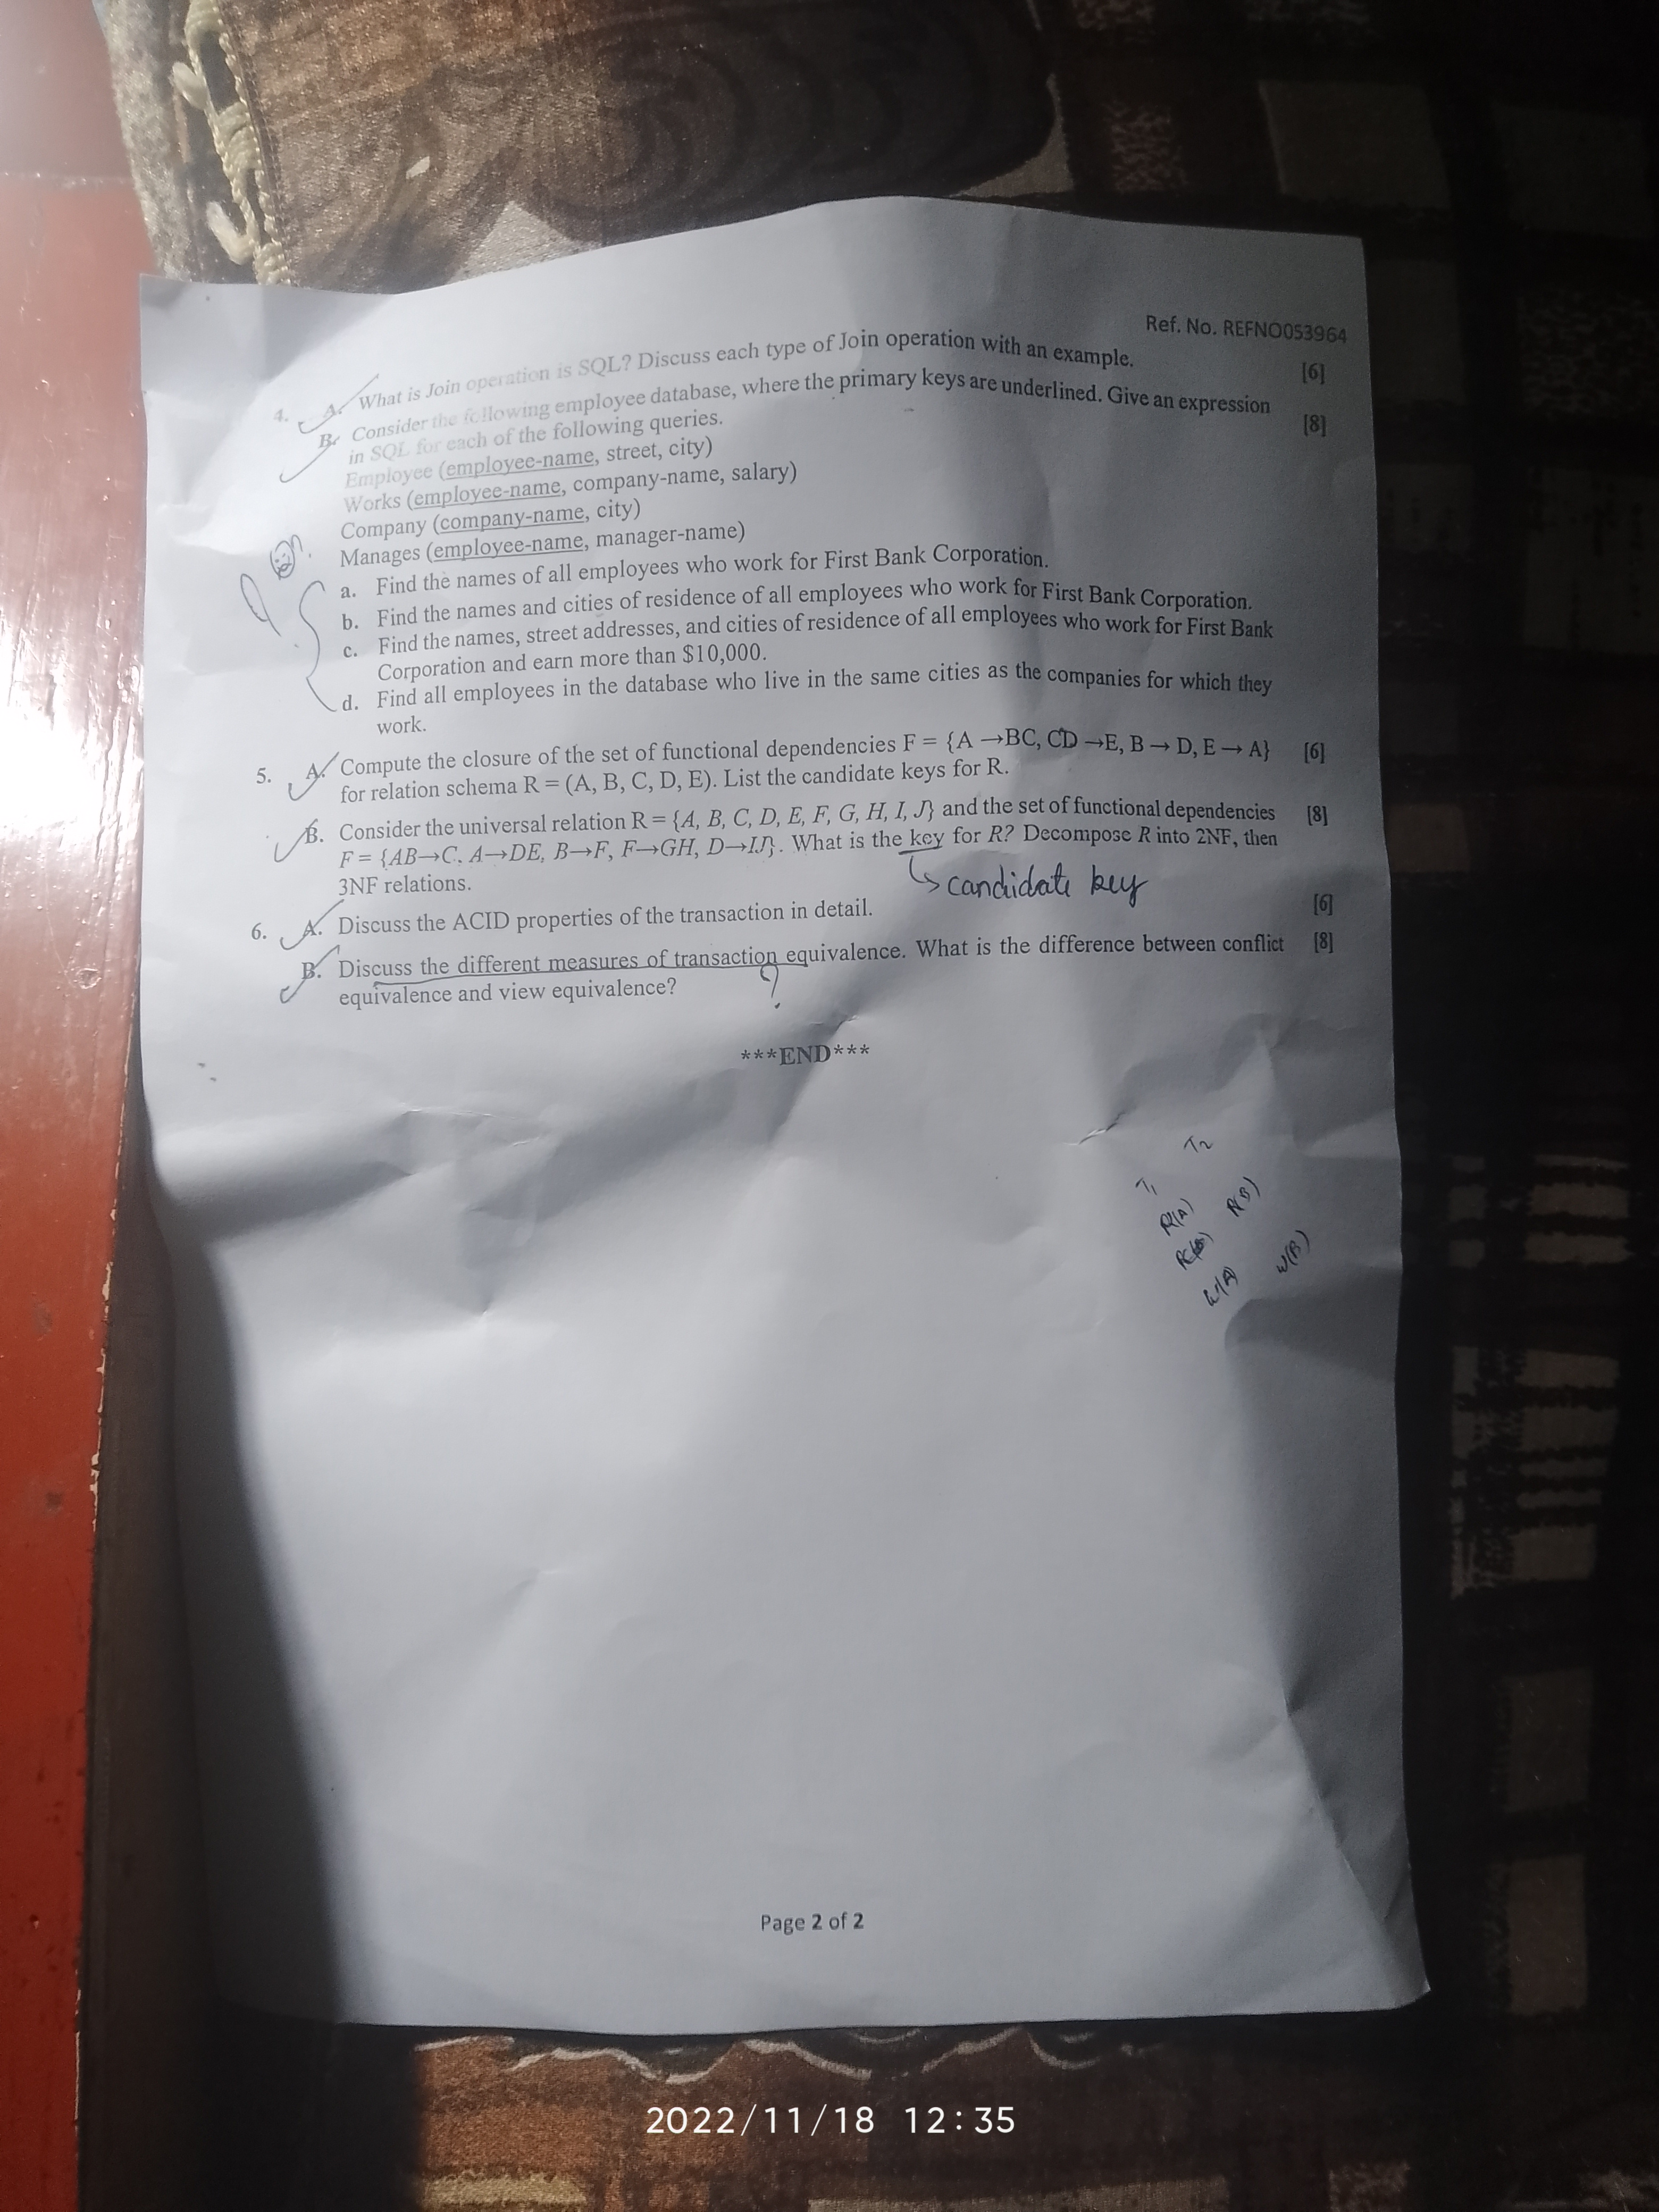 Ref. No. REFNO053964
4. A. What is Join operation is SQL? Discuss each type of Join operation with an example. [6]
B. Consider the following employee database, where the primary keys are underlined. Give an expression [8]
in SQL for each of the following queries.
Employee (employee-name, street, city)
Works (employee-name, company-name, salary)
Company (company-name, city)
Manages (employee-name, manager-name)
a. Find the names of all employees who work for First Bank Corporation.
b. Find the names and cities of residence of all employees who work for First Bank Corporation.
c. Find the names, street addresses, and cities of residence of all employees who work for First Bank
Corporation and earn more than $10,000.
d. Find all employees in the database who live in the same cities as the companies for which they
work.
5. A. Compute the closure of the set of functional dependencies F = {A →BC, CD →E, B → D, E → A} [6]
for relation schema R = (A, B, C, D, E). List the candidate keys for R.
B. Consider the universal relation R = {A, B, C, D, E, F, G, H, I, J} and the set of functional dependencies [8]
F = {AB→C, A→DE, B→F, F→GH, D→IJ}. What is the key for R? Decompose R into 2NF, then
3NF relations.
↳ candidate key
6. A. Discuss the ACID properties of the transaction in detail. [6]
B. Discuss the different measures of transaction equivalence. What is the difference between conflict [8]
equivalence and view equivalence?
?
***END***
T1 T2
R(A) R(B)
W(A) W(B)
Page 2 of 2
2022/11/18 12:35